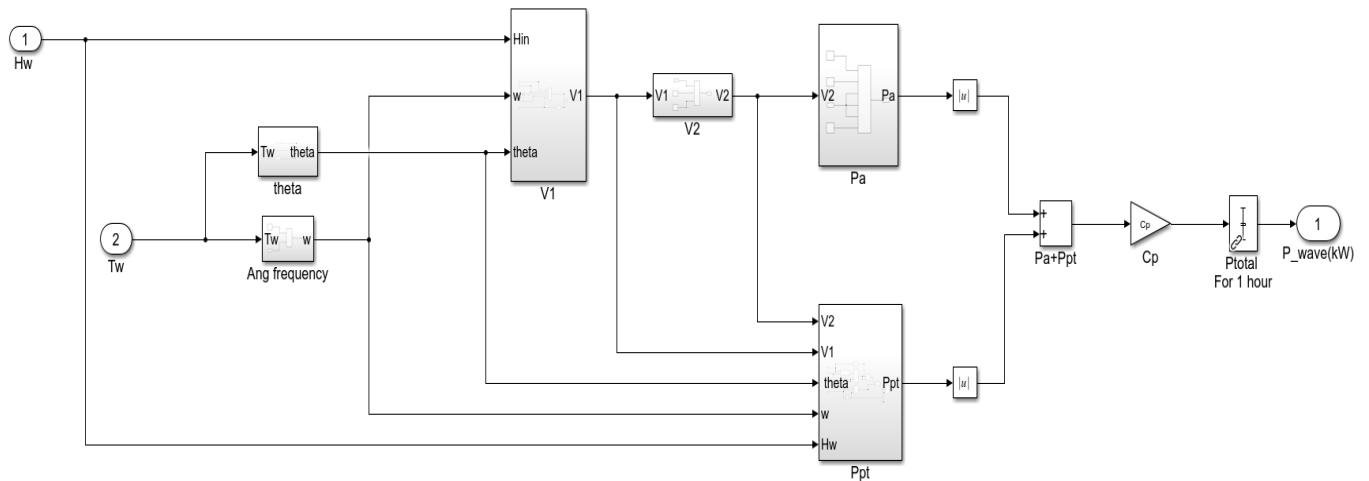 1
Hw
2
Tw
Tw theta
theta
Tw w
Ang frequency
Hin
w V1
theta
V1
V1 V2
V2
V2 Pa
Pa
|u|
V2
V1
theta Ppt
w
Hw
Ppt
|u|
+
+
Pa+Ppt
Cp
Cp
Ptotal
For 1 hour
1
P_wave(kW)